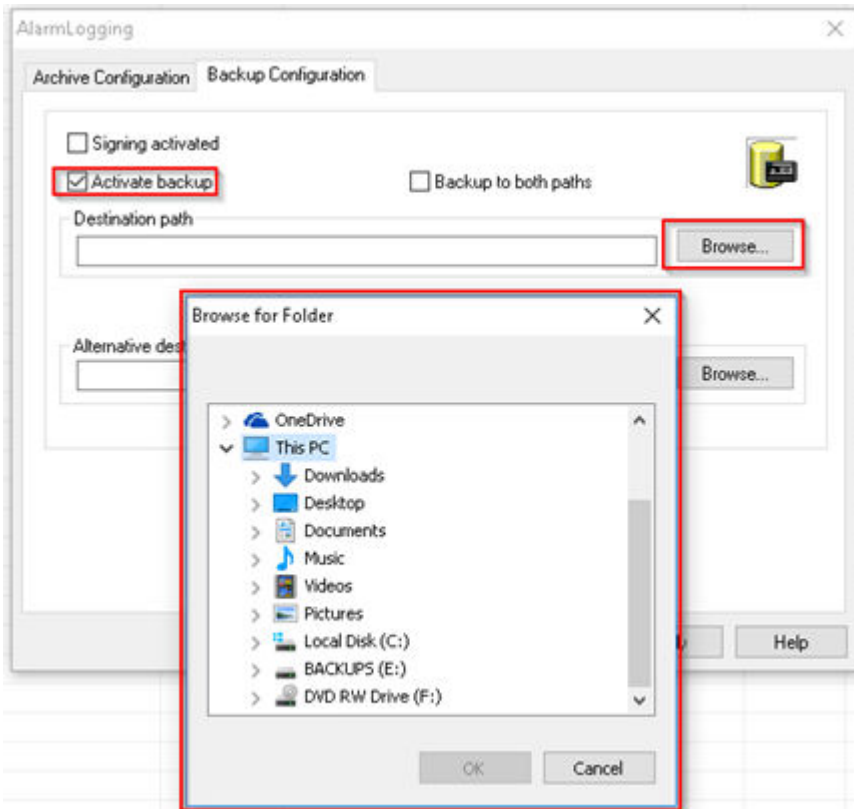 AlarmLogging
Archive Configuration Backup Configuration
Signing activated
Activate backup Backup to both paths
Destination path
Browse...
Browse for Folder
Alternative dest
Browse...
OneDrive
This PC
Downloads
Desktop
Documents
Music
Videos
Pictures
Local Disk (C:)
BACKUPS (E:)
DVD RW Drive (F:)
Help
OK Cancel